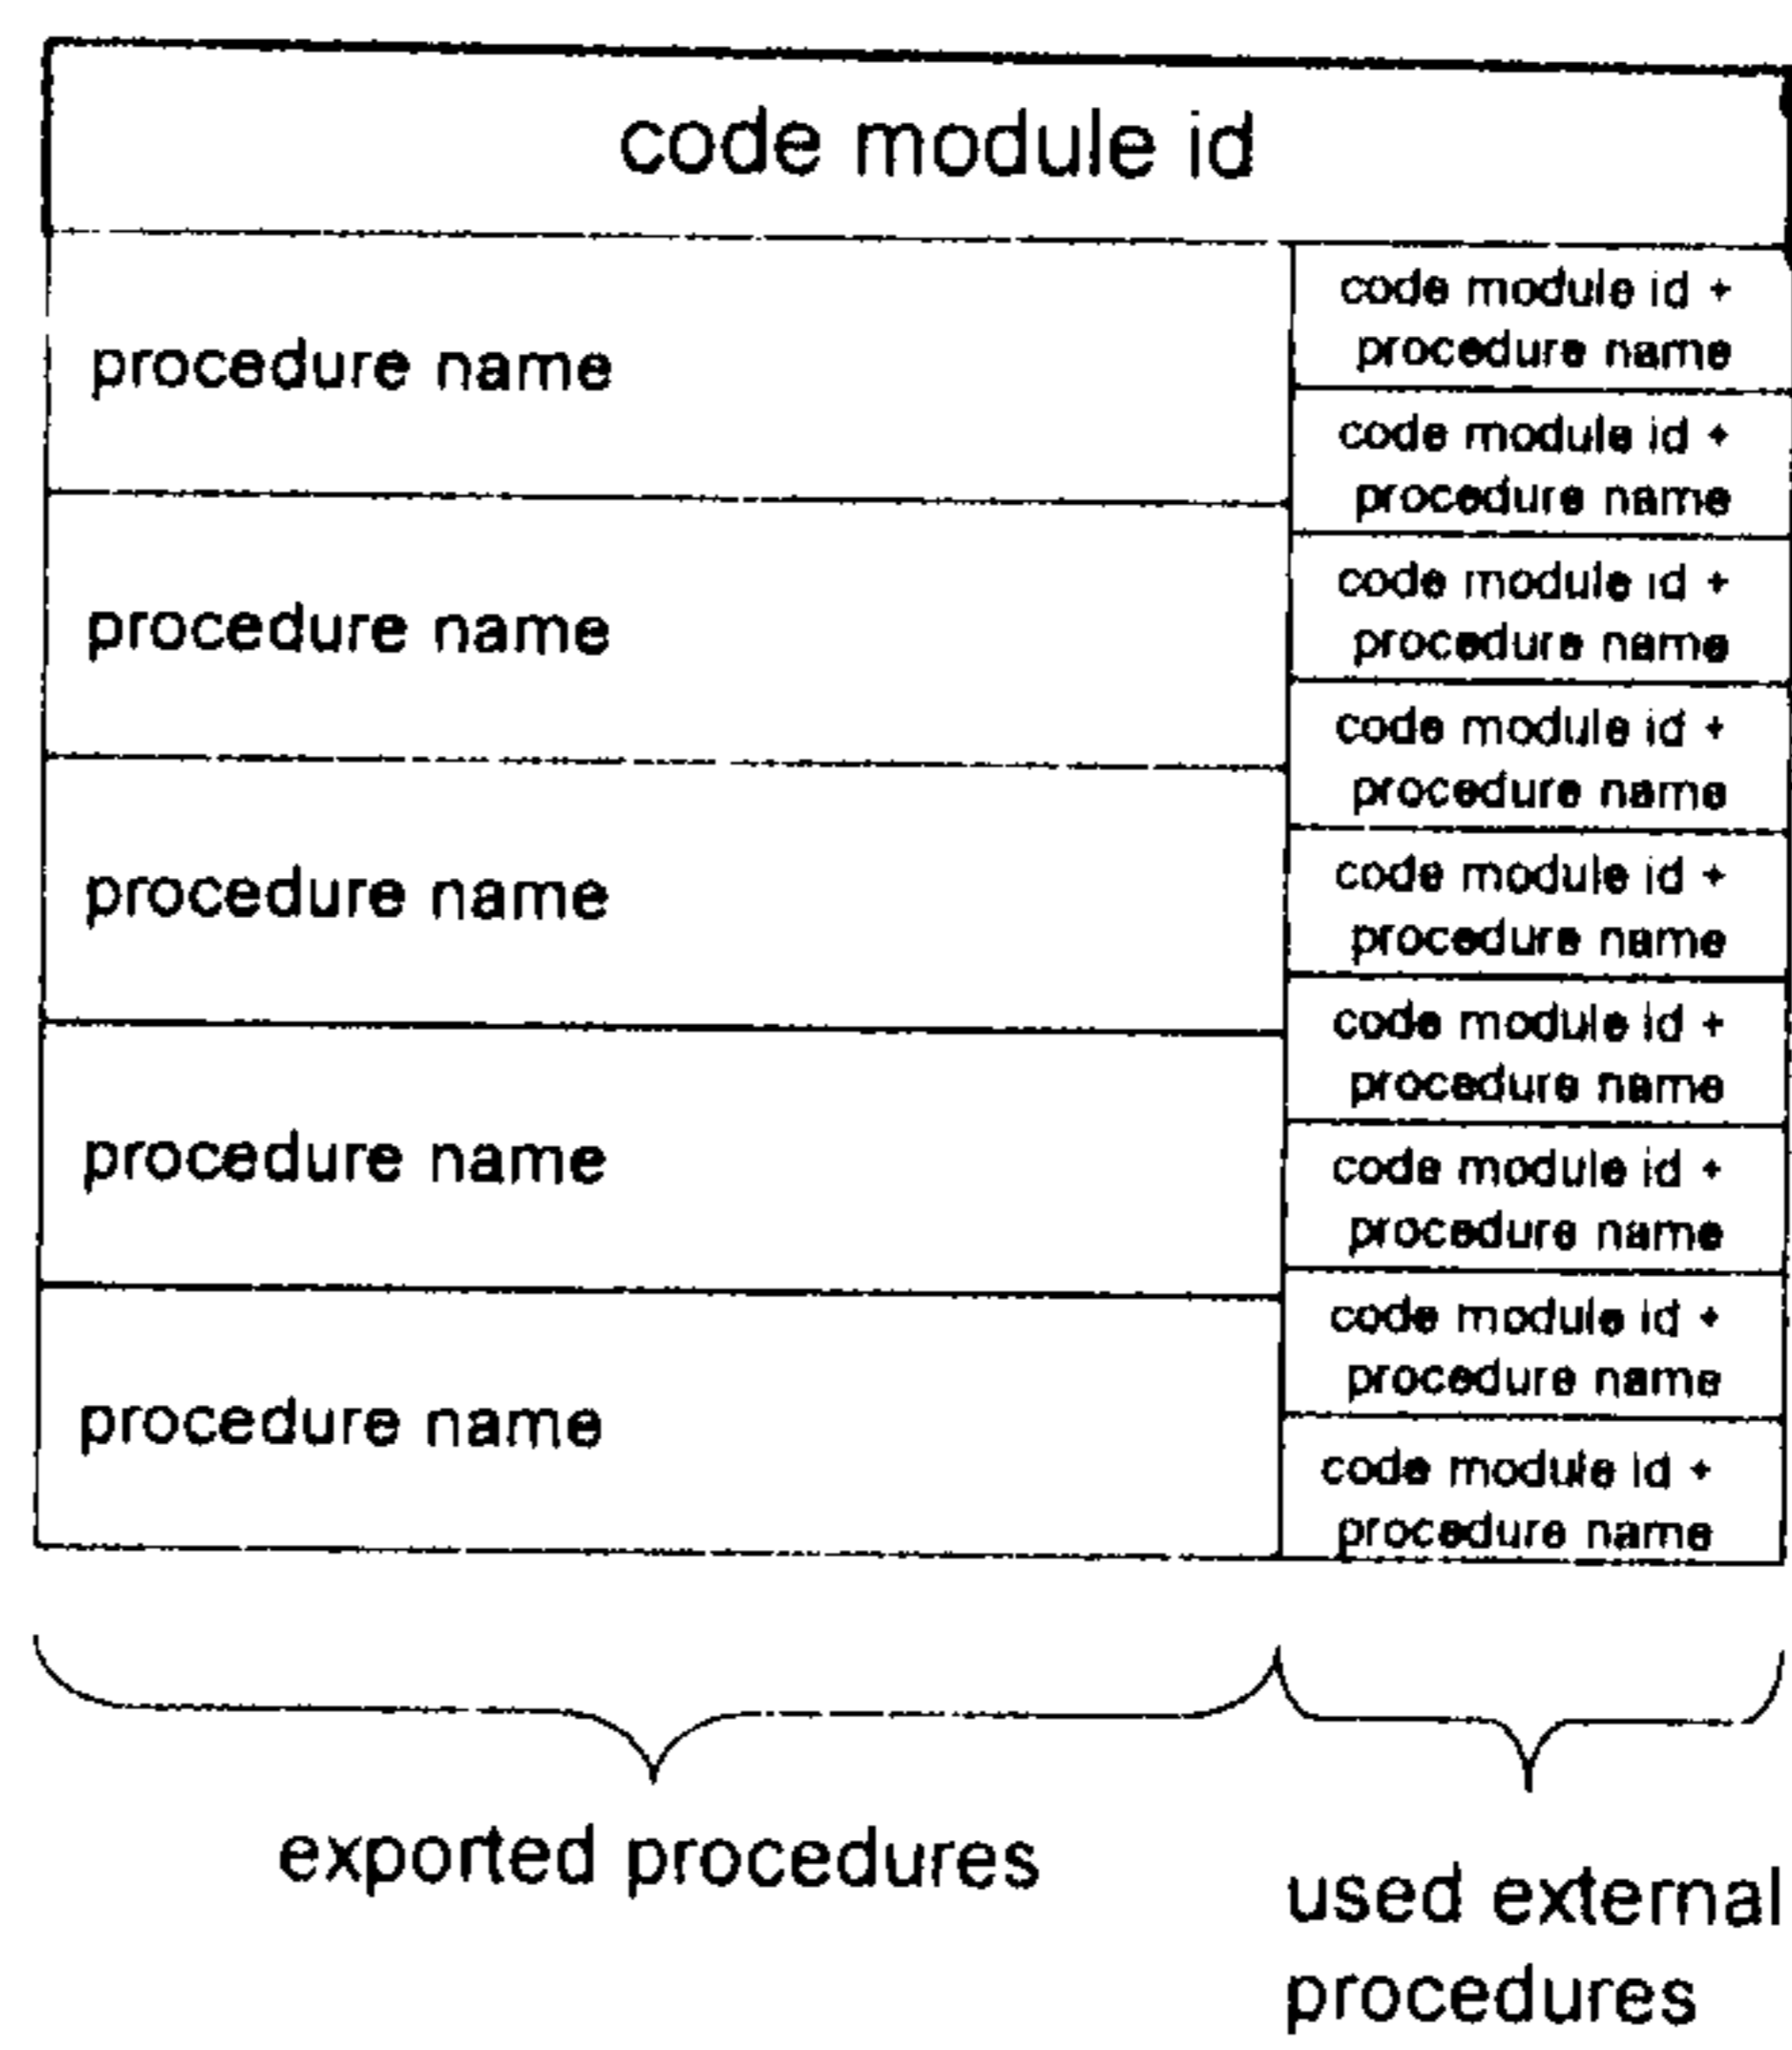 code module id
procedure name
procedure name
procedure name
procedure name
procedure name
code module id +
procedure name
code module id +
procedure name
code module id +
procedure name
code module id +
procedure name
code module id +
procedure name
code module id +
procedure name
code module id +
procedure name
code module id +
procedure name
code module id +
procedure name
exported procedures
used external
procedures